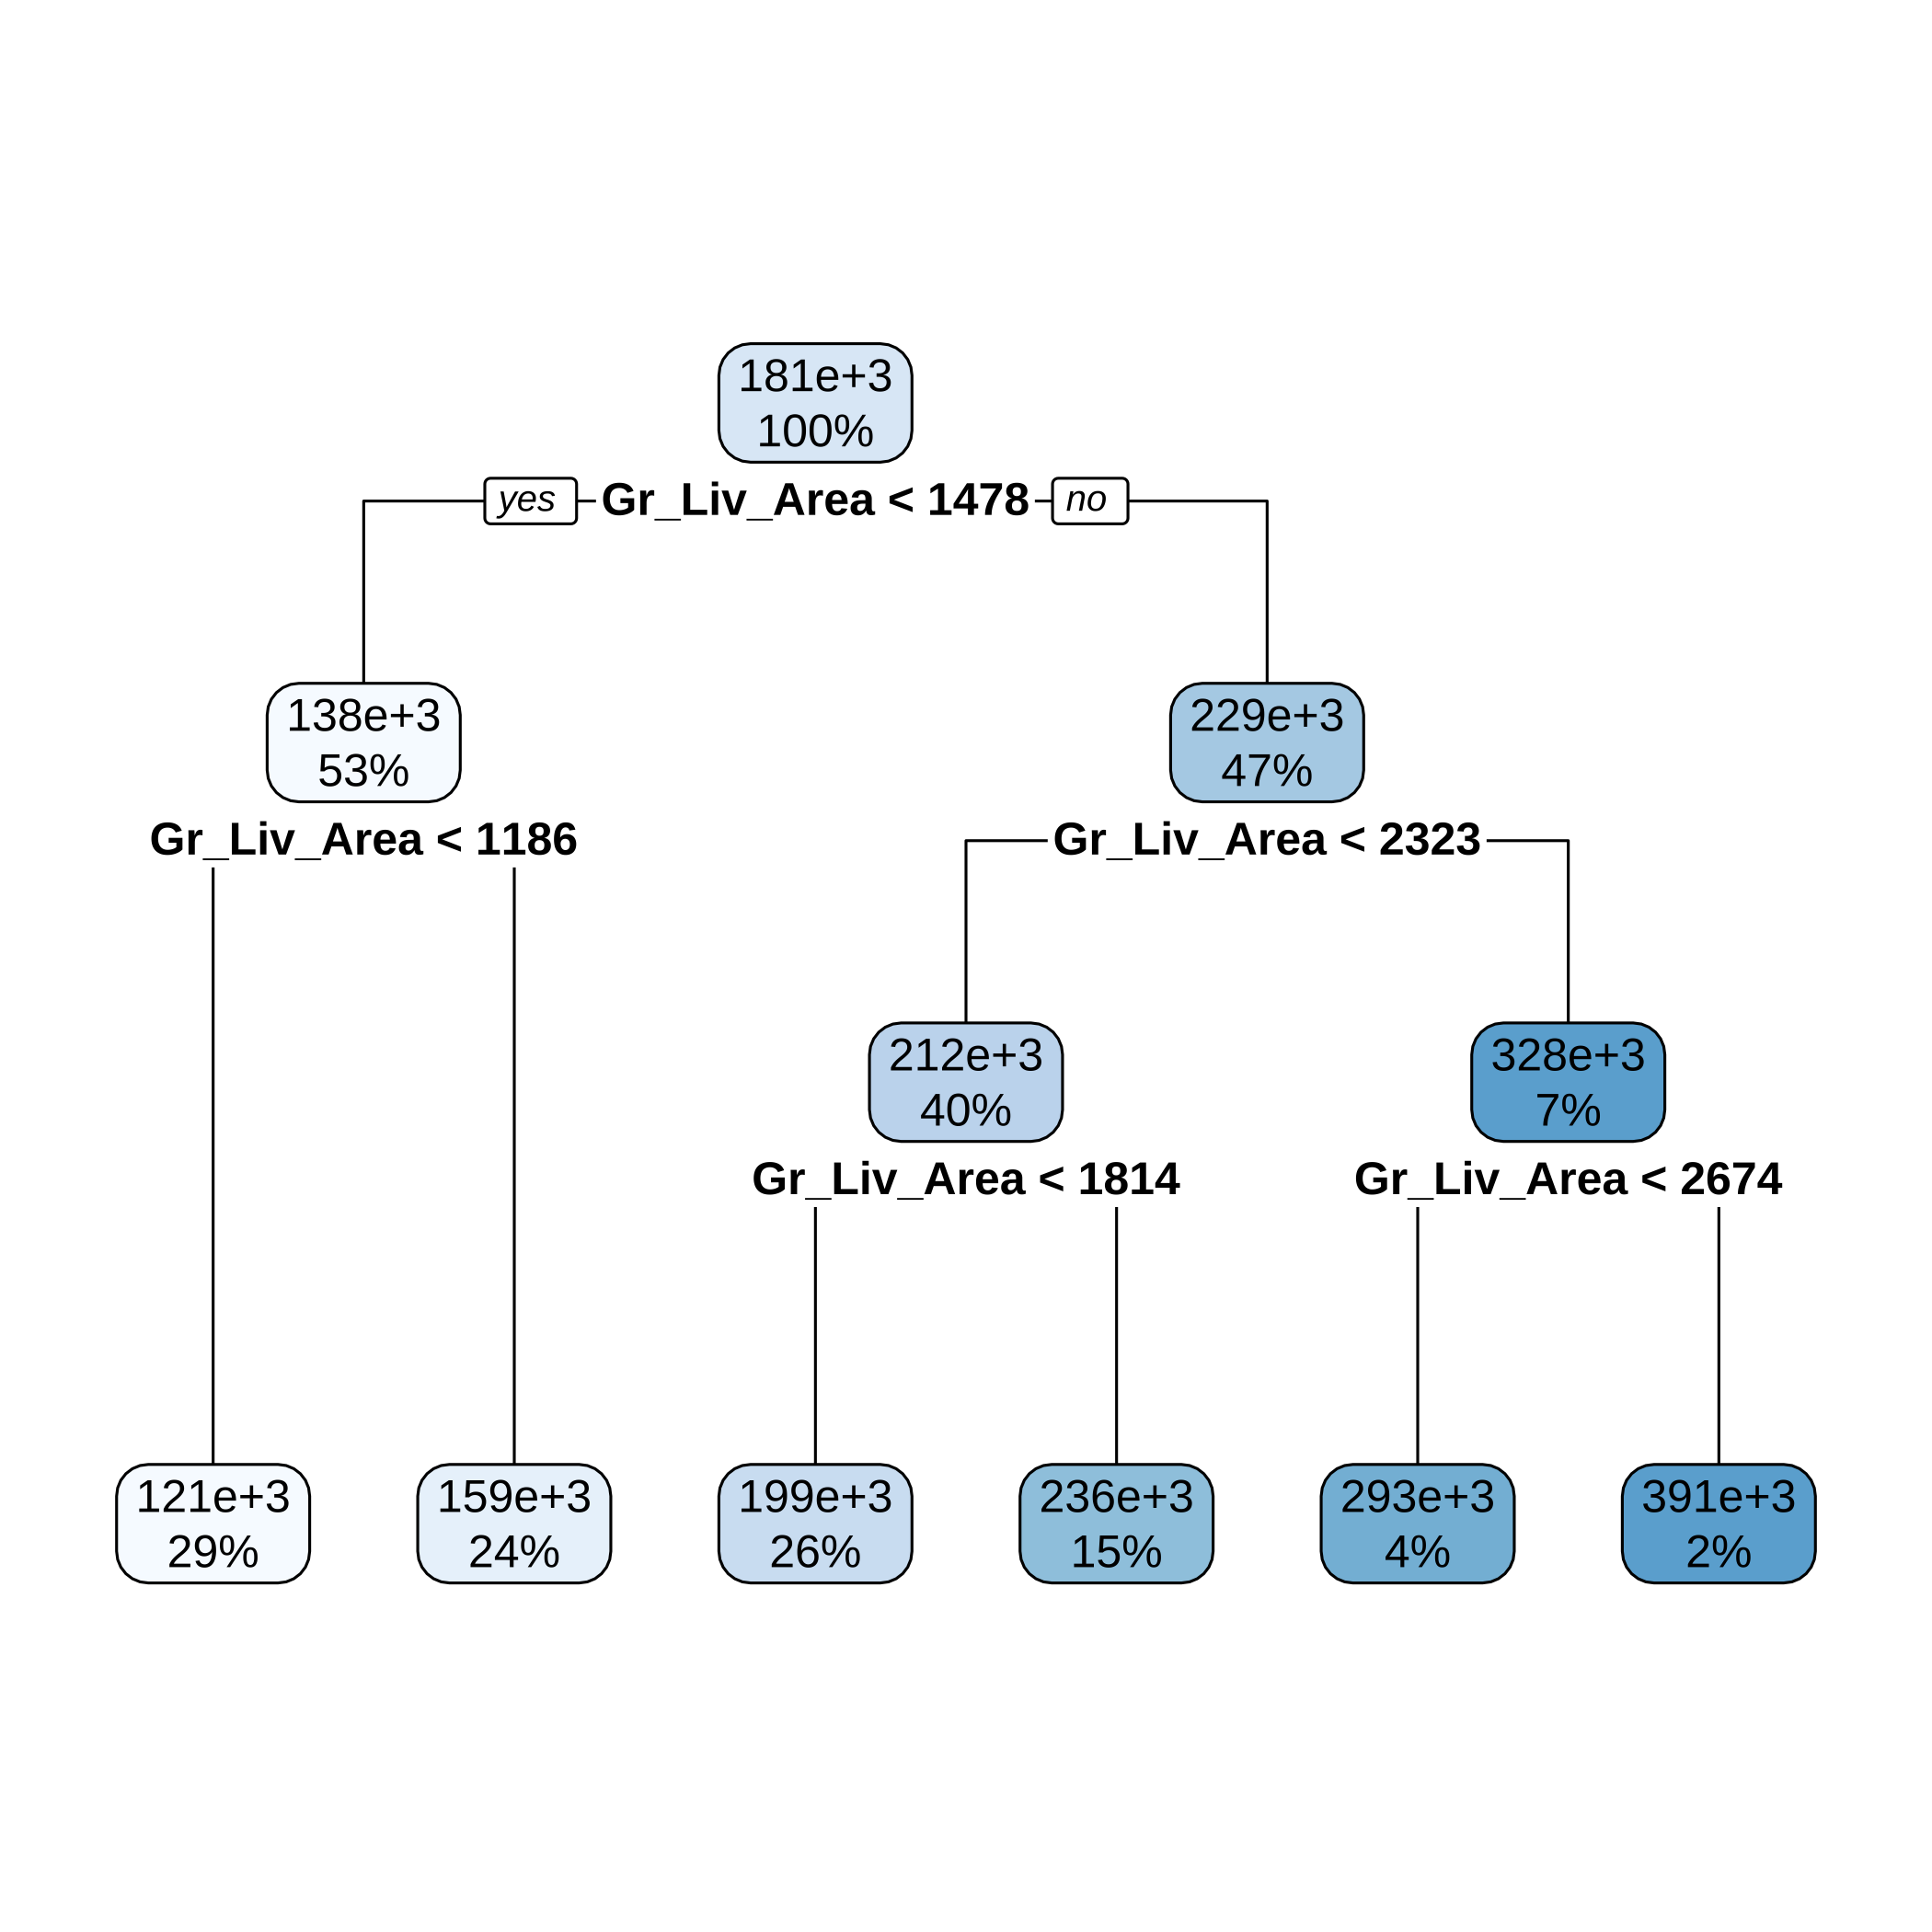 181e+3
100%
yes Gr_Liv_Area < 1478 no
138e+3
53%
229e+3
47%
Gr_Liv_Area < 1186
Gr_Liv_Area < 2323
212e+3
40%
328e+3
7%
Gr_Liv_Area < 1814
Gr_Liv_Area < 2674
121e+3
29%
159e+3
24%
199e+3
26%
236e+3
15%
293e+3
4%
391e+3
2%